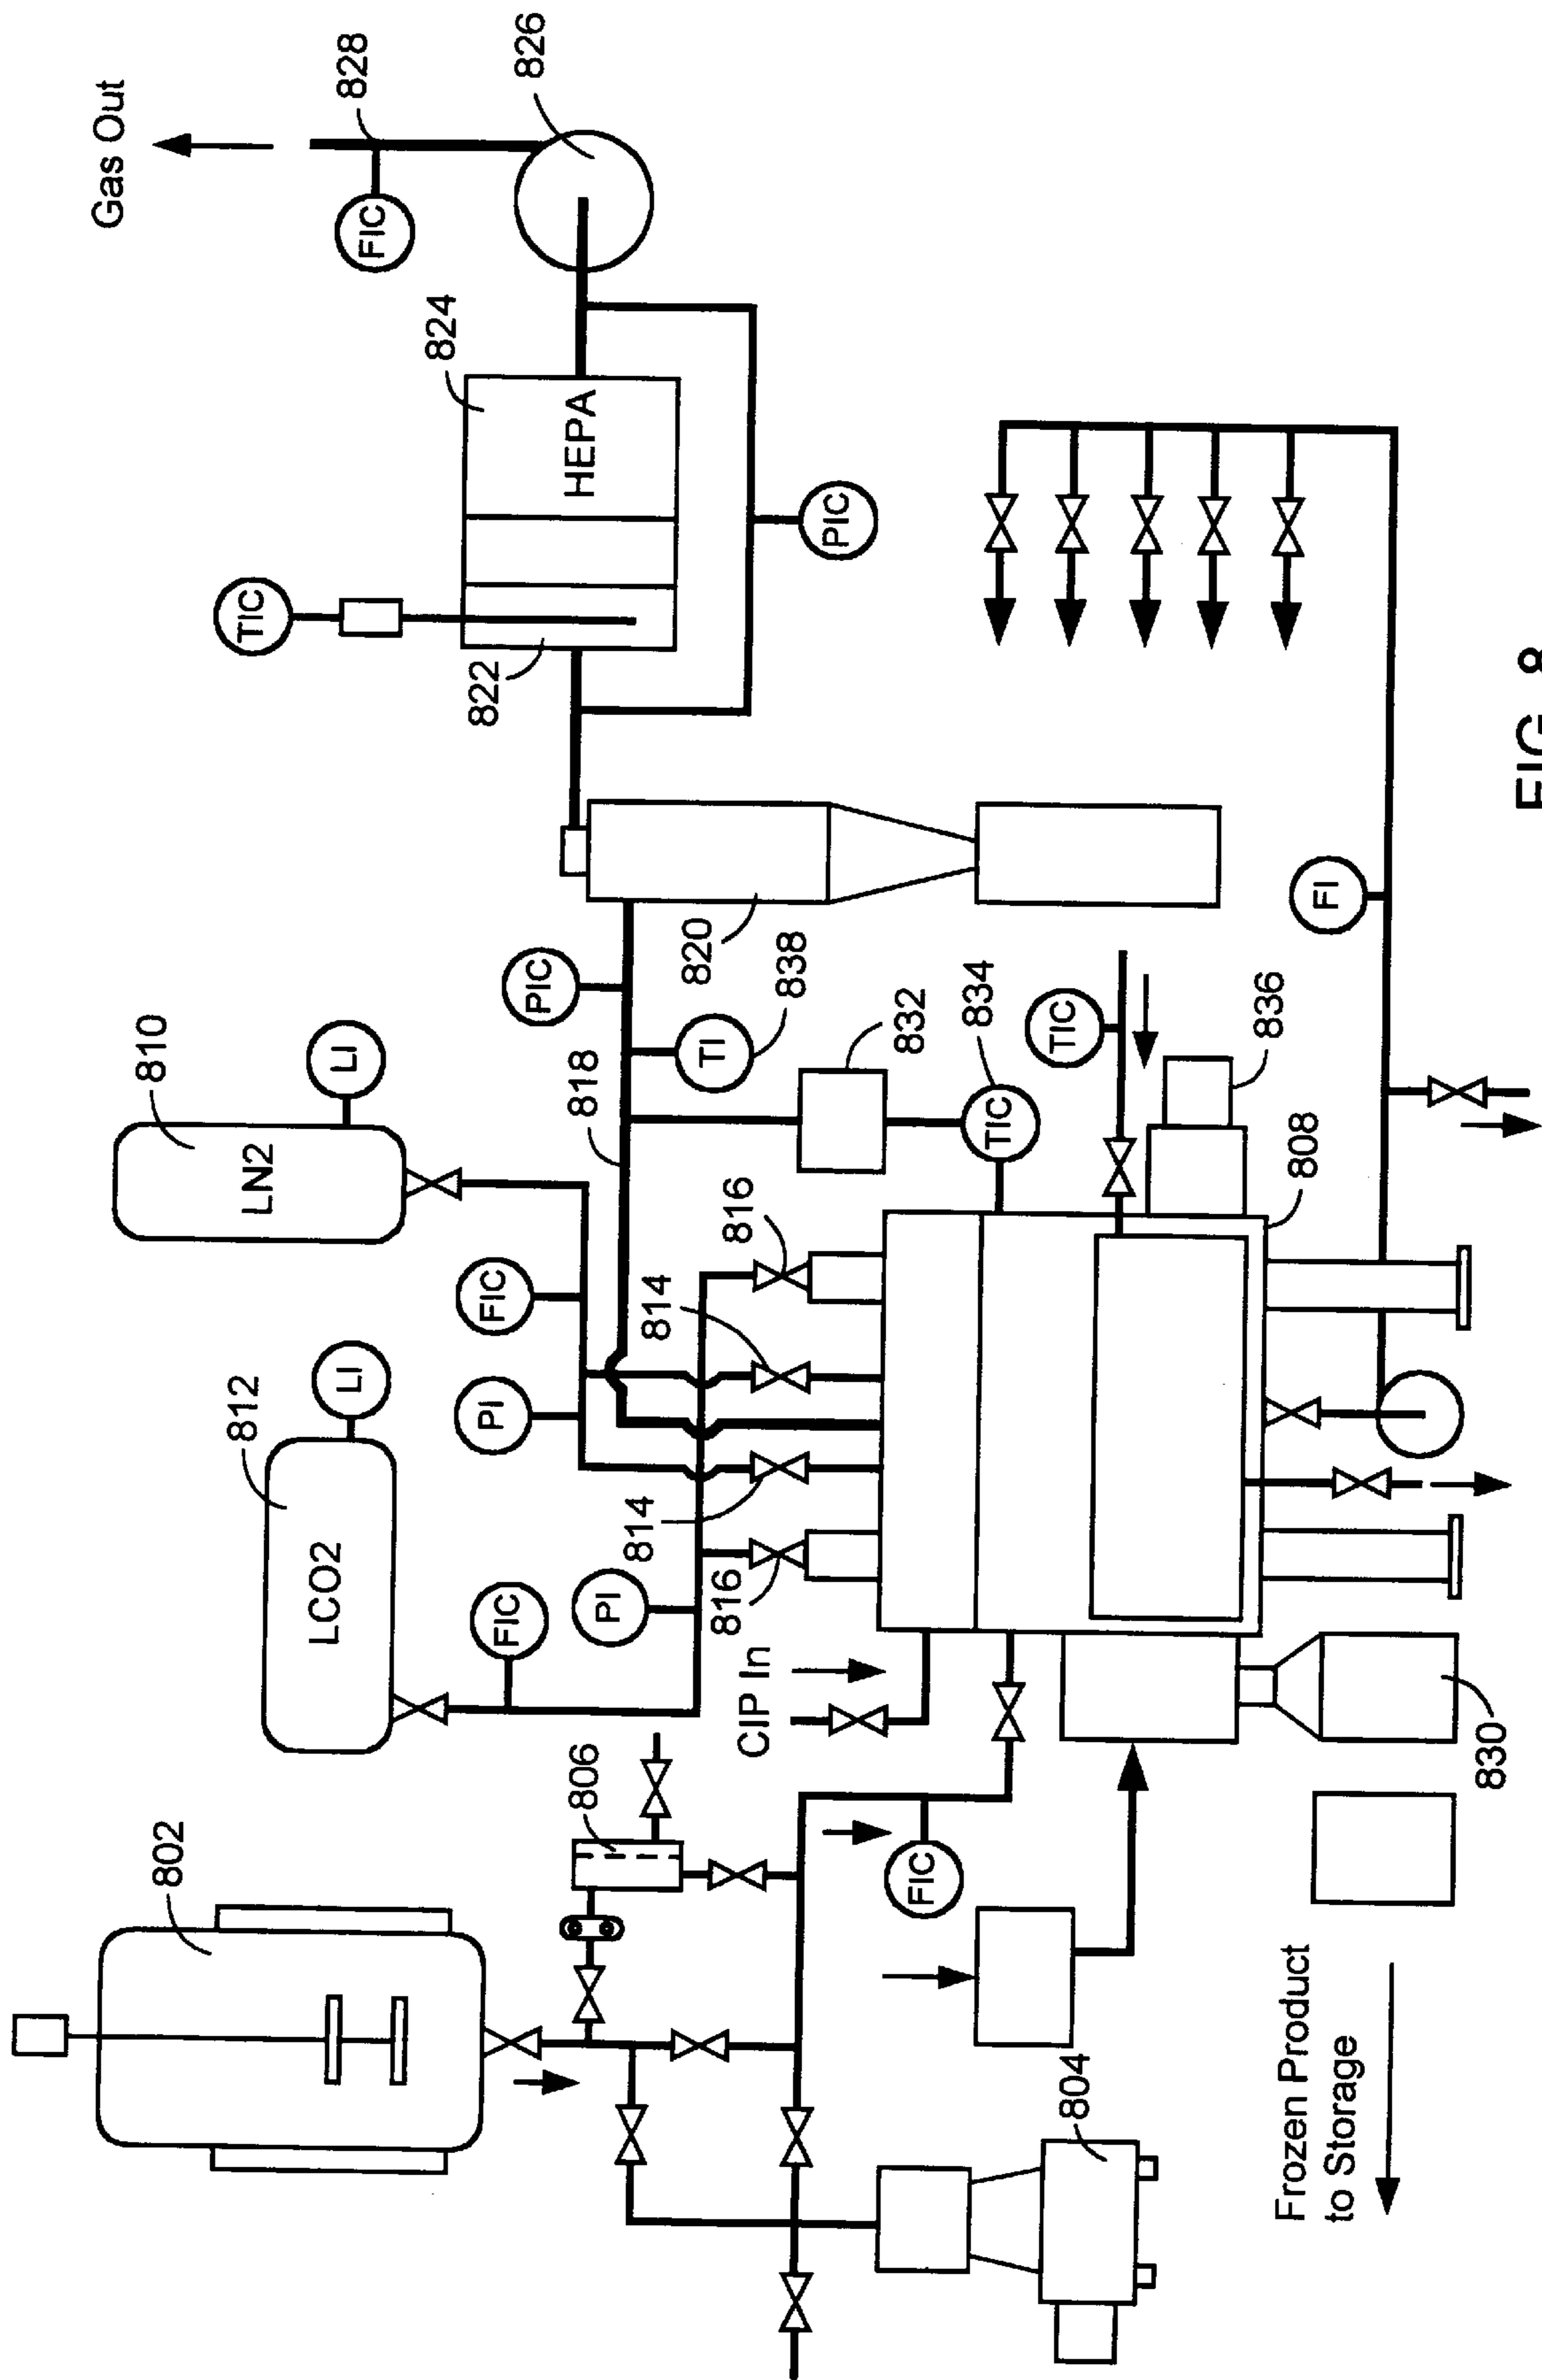 Gas Out
828
FIC
826
824
HEPA
TIC
822
PIC
820
PIC
TI
838
818
832
834
TIC
TIC
836
808
FI
810
LN2
LI
812
LCO2
LI
FIC
PI
FIC
PI
816
814
814
816
CIP In
806
802
FIC
830
804
Frozen Product
to Storage
FIG. 8